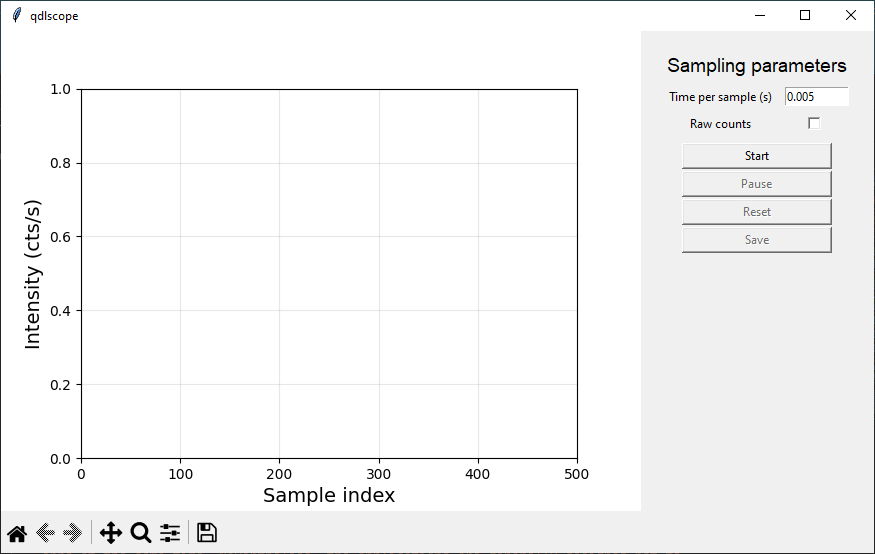 qdlscope
Sampling parameters
Time per sample (s) 0.005
Raw counts
Start
Pause
Reset
Save
Intensity (cts/s)
1.0
0.8
0.6
0.4
0.2
0.0
0 100 200 300 400 500
Sample index